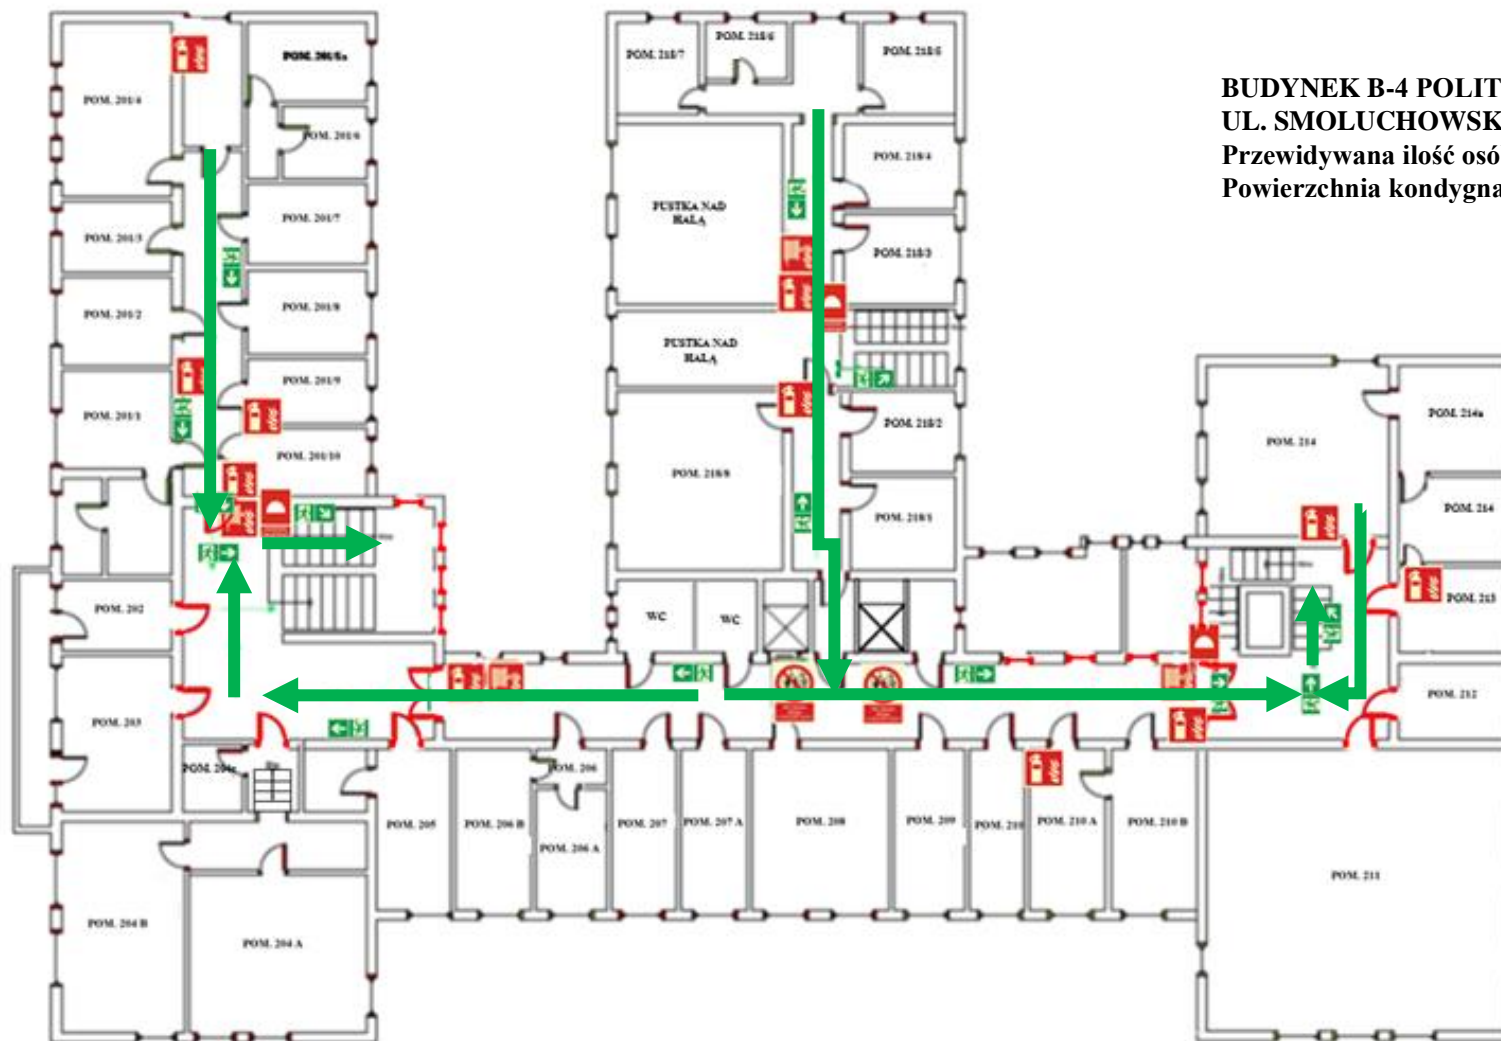 BUDYNEK B-4 POLIT
UL. SMOLUCHOWSK
Przewidywana ilość osó
Powierzchnia kondygna
POM. 201/4
POM. 201/5a
POM. 201/6
POM. 201/3
POM. 201/7
POM. 201/2
POM. 201/8
POM. 201/1
POM. 201/9
POM. 201/10
POM. 202
POM. 203
POM. 204 B
POM. 204 A
POM. 218/7
POM. 218/6
POM. 218/5
POM. 218/4
PUSTKA NAD
HALĄ
POM. 218/3
PUSTKA NAD
HALĄ
POM. 218/2
POM. 218/8
POM. 218/1
WC
WC
POM. 205
POM. 206 B
POM. 206
POM. 206 A
POM. 207
POM. 207 A
POM. 208
POM. 209
POM. 210
POM. 210 A
POM. 210 B
POM. 214
POM. 214a
POM. 214
POM. 213
POM. 212
POM. 211